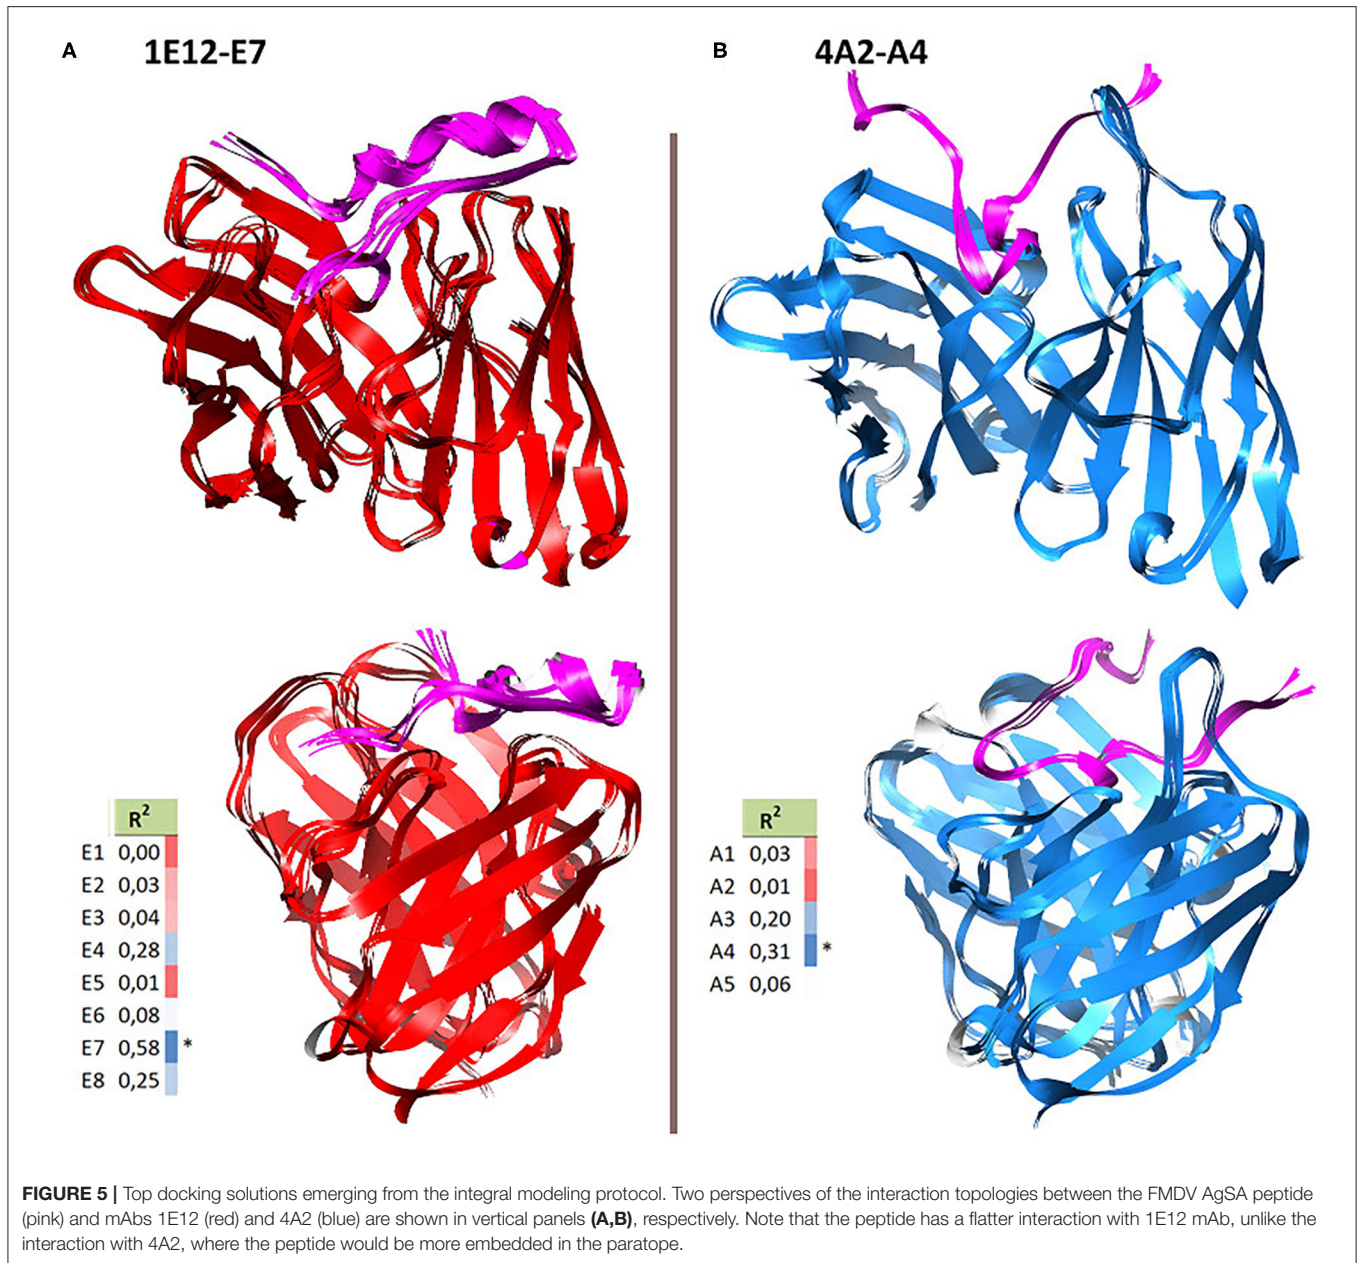 A 1E12-E7
B 4A2-A4
R²
E1 0,00
E2 0,03
E3 0,04
E4 0,28
E5 0,01
E6 0,08
E7 0,58 *
E8 0,25
R²
A1 0,03
A2 0,01
A3 0,20
A4 0,31 *
A5 0,06
FIGURE 5 | Top docking solutions emerging from the integral modeling protocol. Two perspectives of the interaction topologies between the FMDV AgSA peptide
(pink) and mAbs 1E12 (red) and 4A2 (blue) are shown in vertical panels (A,B), respectively. Note that the peptide has a flatter interaction with 1E12 mAb, unlike the
interaction with 4A2, where the peptide would be more embedded in the paratope.